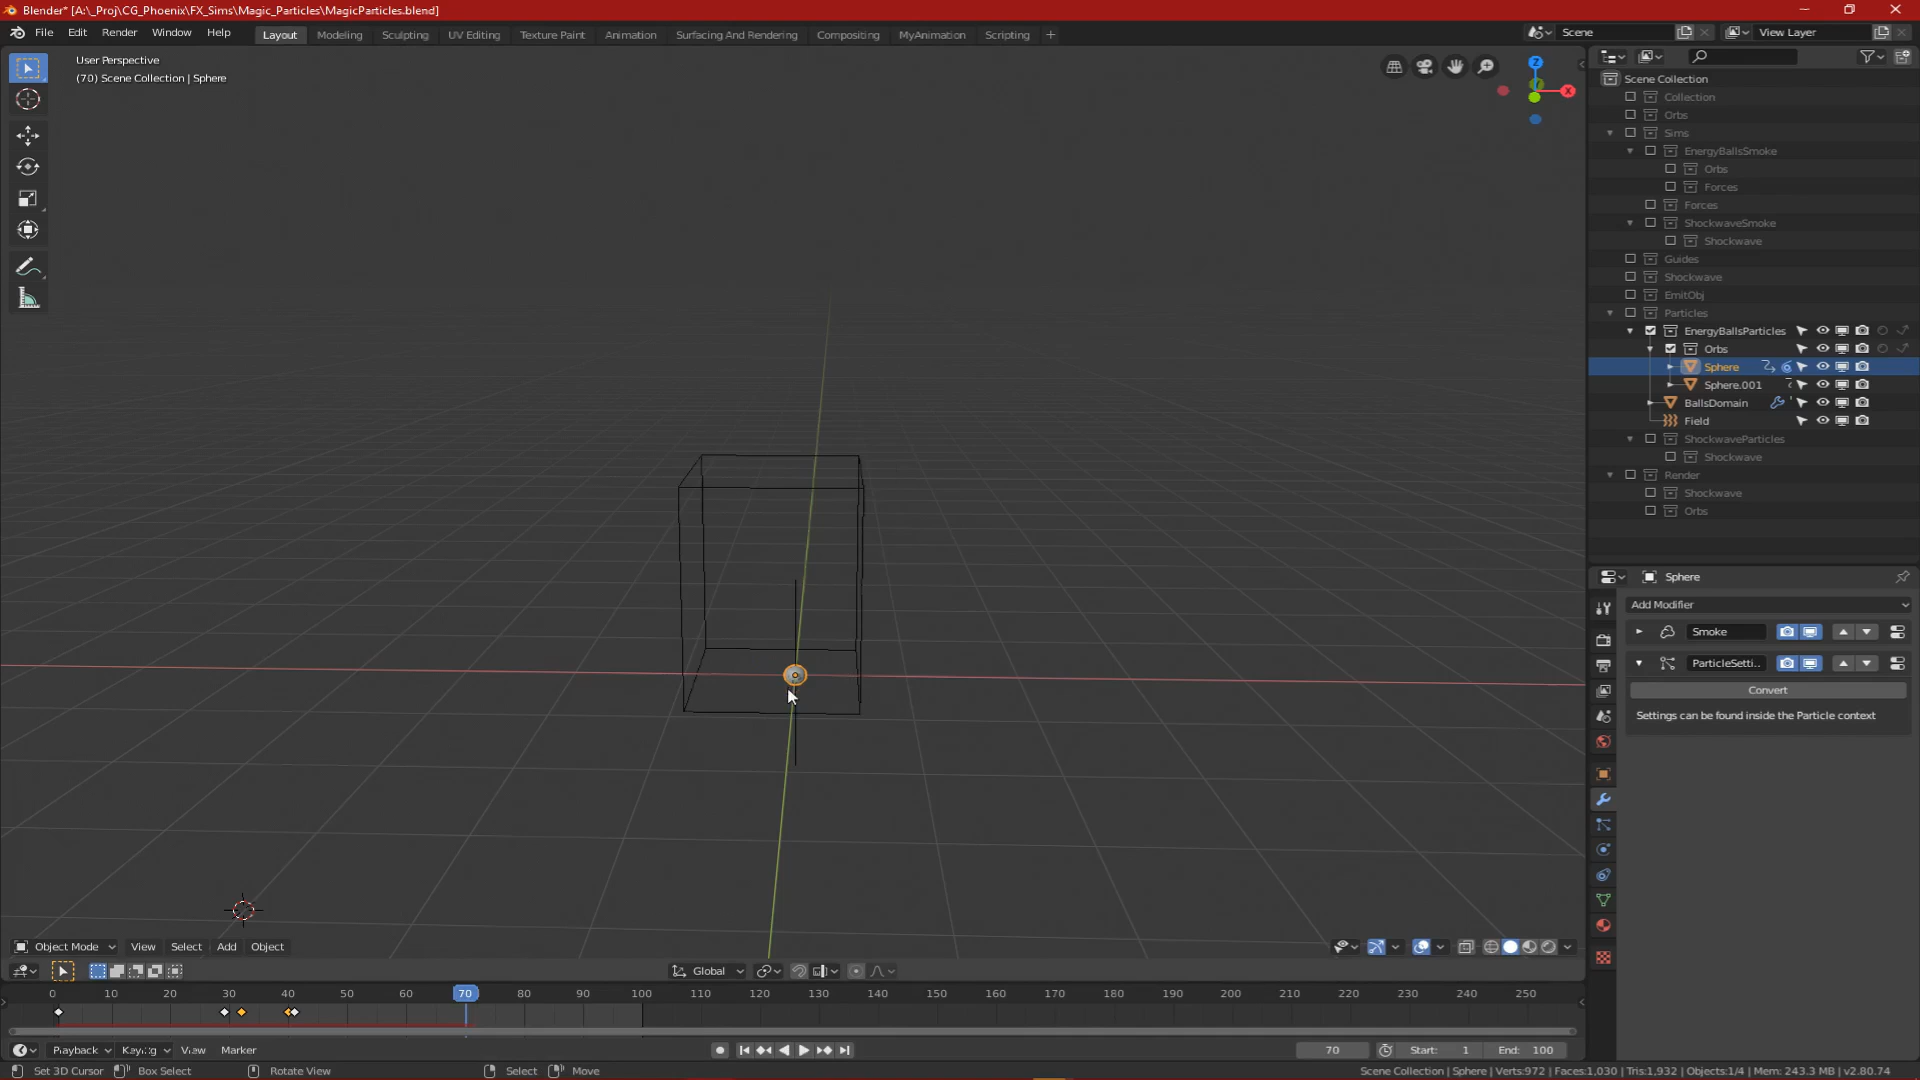 Blender* [A:\_Proj\CG_Phoenix\FX_Sims\Magic_Particles\MagicParticles.blend]
File Edit Render Window Help Layout Modeling Sculpting UV Editing Texture Paint Animation Surfacing And Rendering Compositing MyAnimation Scripting Scene View Layer
User Perspective
(70) Scene Collection | Sphere
Z
X
Scene Collection
Collection
Orbs
Sims
EnergyBallsSmoke
Orbs
Forces
Forces
ShockwaveSmoke
Shockwave
Guides
Shockwave
EmitObj
Particles
EnergyBallsParticles
Orbs
Sphere
Sphere.001
BallsDomain
Field
ShockwaveParticles
Shockwave
Render
Shockwave
Orbs
Sphere
Add Modifier
Smoke
ParticleSetti..
Convert
Settings can be found inside the Particle context
Object Mode View Select Add Object
Global
0 10 20 30 40 50 60 70 80 90 100 110 120 130 140 150 160 170 180 190 200 210 220 230 240 250
Playback Keying View Marker 70 Start: 1 End: 100
Set 3D Cursor Box Select Rotate View Select Move Scene Collection | Sphere | Verts:972 | Faces:1,030 | Tris:1,932 | Objects:1/4 | Mem: 243.3 MB | v2.80.74